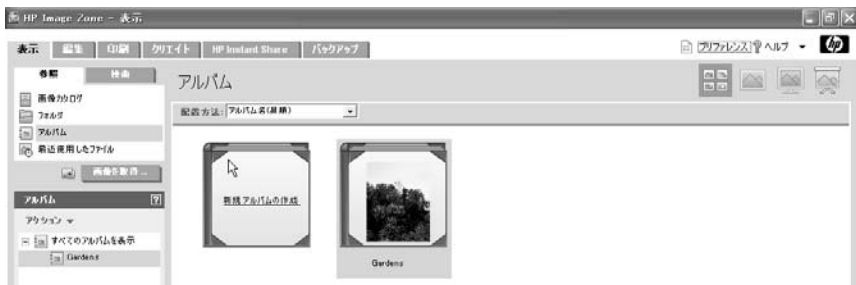 HP Image Zone - 表示
表示 編集 印刷 クリエイト HP Instant Share バックアップ
プリファレンス ヘルプ
hp
参照 検索
アルバム
画像カタログ
フォルダ
アルバム
最近使用したファイル
配置方法: アルバム名(昇順)
画像を取得...
新規アルバムの作成
アルバム ?
アクション
すべてのアルバムを表示
Gardens
Gardens